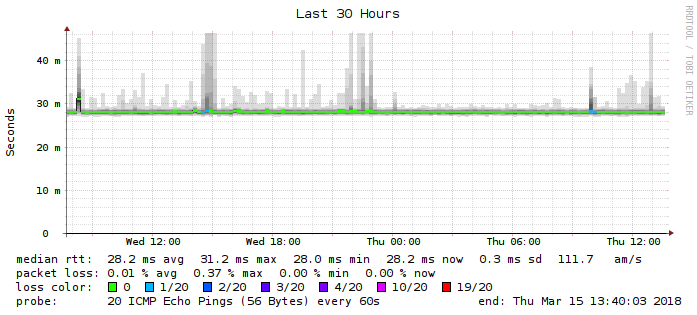 Last 30 Hours
RRDTOOL / TOBI OETIKER
Seconds
40 m
30 m
20 m
10 m
0
Wed 12:00 Wed 18:00 Thu 00:00 Thu 06:00 Thu 12:00
median rtt: 28.2 ms avg 31.2 ms max 28.0 ms min 28.2 ms now 0.3 ms sd 111.7 am/s
packet loss: 0.01 % avg 0.37 % max 0.00 % min 0.00 % now
loss color: 0 1/20 2/20 3/20 4/20 10/20 19/20
probe: 20 ICMP Echo Pings (56 Bytes) every 60s end: Thu Mar 15 13:40:03 2018